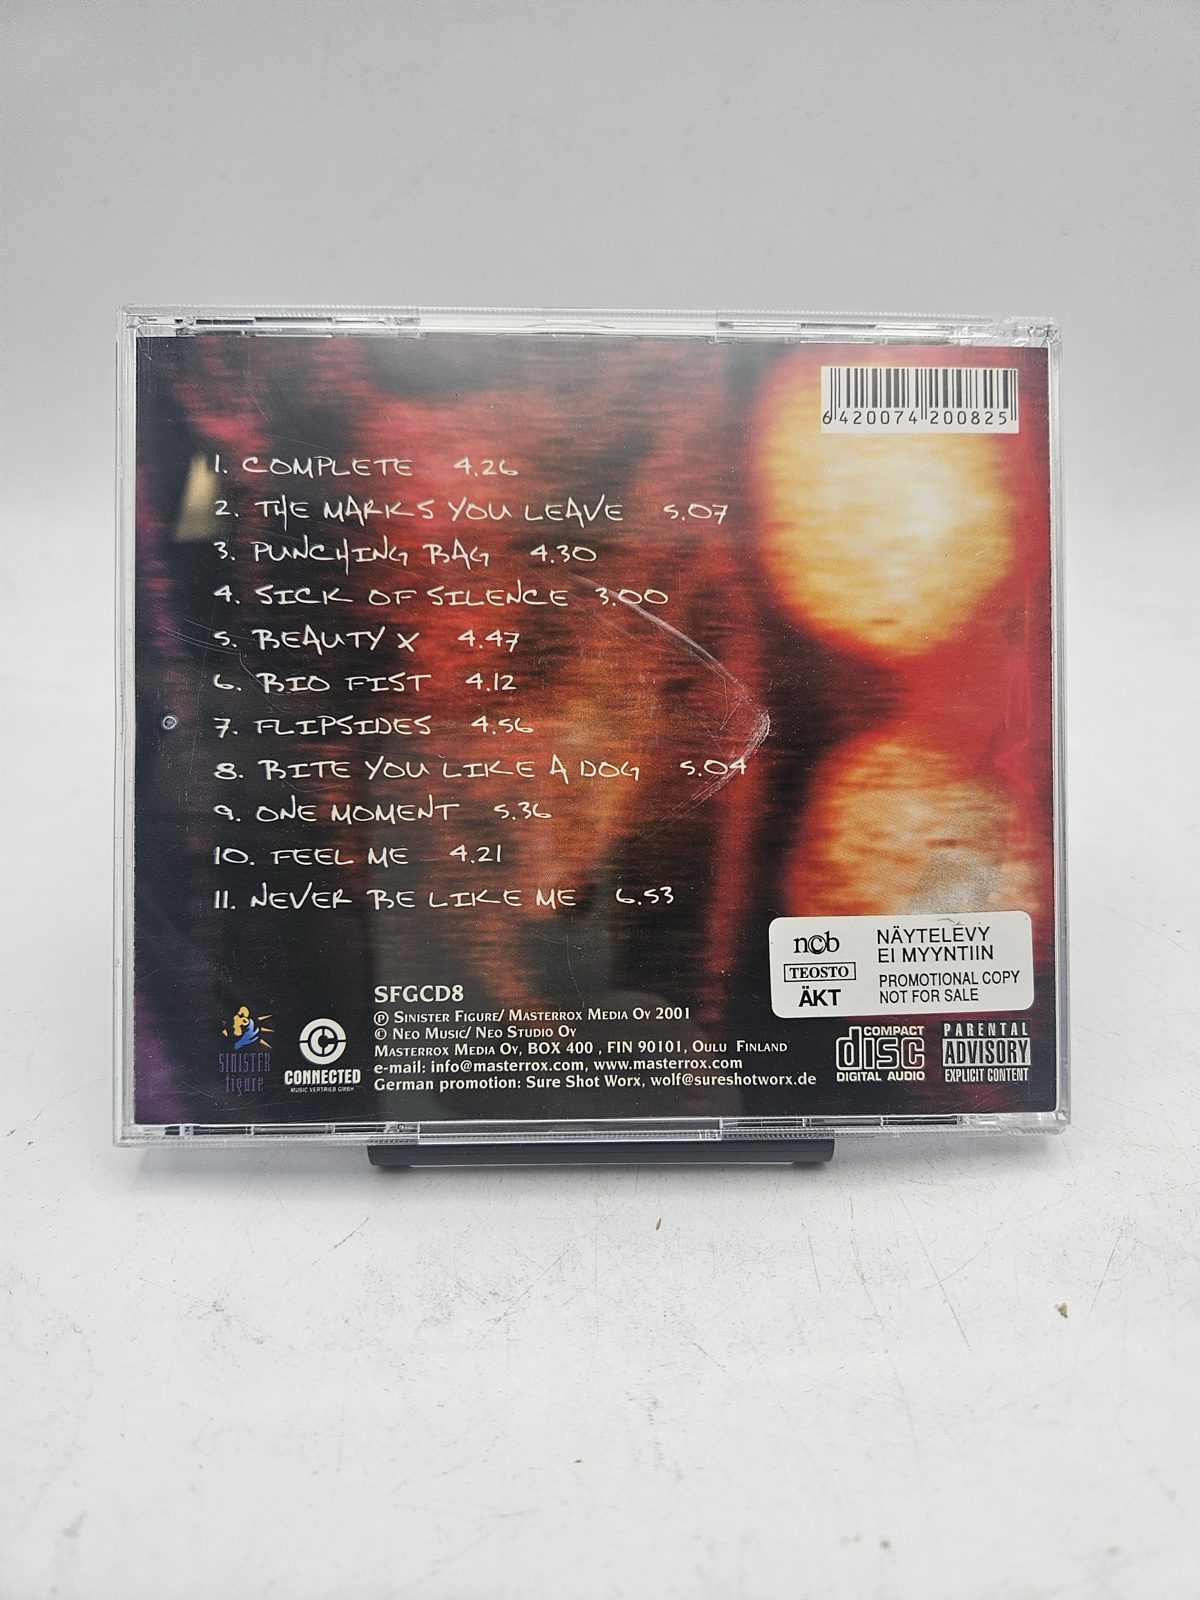 6 420074 200825
1. COMPLETE 4.26
2. THE MARKS YOU LEAVE 5.07
3. PUNCHING BAG 4.30
4. SICK OF SILENCE 3.00
5. BEAUTY X 4.47
6. BIO FIST 4.12
7. FLIPSIDES 4.56
8. BITE YOU LIKE A DOG 5.04
9. ONE MOMENT 5.36
10. FEEL ME 4.21
11. NEVER BE LIKE ME 6.53
ncb
TEOSTO
ÄKT
NÄYTELEVY
EI MYYNTIIN
PROMOTIONAL COPY
NOT FOR SALE
SINISTER
figure
CONNECTED
MUSIC VERTRIEB GMBH
SFGCD8
℗ SINISTER FIGURE/ MASTERROX MEDIA OY 2001
© NEO MUSIC/ NEO STUDIO OY
MASTERROX MEDIA OY, BOX 400 , FIN 90101, OULU FINLAND
e-mail: info@masterrox.com, www.masterrox.com
German promotion: Sure Shot Worx, wolf@sureshotworx.de
COMPACT
disc
DIGITAL AUDIO
PARENTAL
ADVISORY
EXPLICIT CONTENT